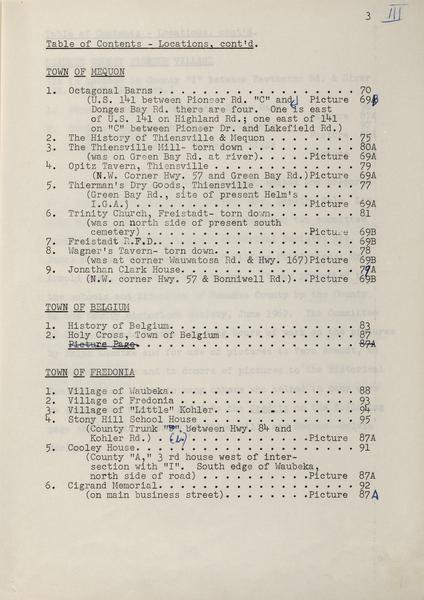 3 III
Table of Contents - Locations, cont'd.
TOWN OF MEQUON
1. Octagonal Barns . . . . . . . . . . . . . . . . . 70
(U.S. 141 between Pioneer Rd. "C" and Picture 69B
Donges Bay Rd. there are four. One is east
of U.S. 141 on Highland Rd.; one east of 141
on "C" between Pioneer Dr. and Lakefield Rd.)
2. The History of Thiensville & Mequon . . . . . . . 75
3. The Thiensville Mill- torn down . . . . . . . . . 80A
(was on Green Bay Rd. at river). . . . .Picture 69A
4. Opitz Tavern, Thiensville . . . . . . . . . . . . 79
(N.W. Corner Hwy. 57 and Green Bay Rd.)Picture 69A
5. Thierman's Dry Goods, Thiensville . . . . . . . . 77
(Green Bay Rd., site of present Helm's
I.G.A.) . . . . . . . . . . . . . . . .Picture 69A
6. Trinity Church, Freistadt- torn down. . . . . . . 81
(was on north side of present south
cemetery) . . . . . . . . . . . . . . .Picture 69B
7. Freistadt R.F.D.. . . . . . . . . . . . . . . . . 69B
8. Wagner's Tavern- torn down. . . . . . . . . . . . 78
(was at corner Wauwatosa Rd. & Hwy. 167)Picture 69B
9. Jonathan Clark House. . . . . . . . . . . . . . . 79A
(N.W. corner Hwy. 57 & Bonniwell Rd.). .Picture 69B
TOWN OF BELGIUM
1. History of Belgium. . . . . . . . . . . . . . . . 83
2. Holy Cross, Town of Belgium . . . . . . . . . . . 87
Picture Page. . . . . . . . . . . . . . . . . . . 87A
TOWN OF FREDONIA
1. Village of Waubeka. . . . . . . . . . . . . . . . 88
2. Village of Fredonia . . . . . . . . . . . . . . . 93
3. Village of "Little" Kohler. . . . . . . . . . . . 94
4. Stony Hill School House . . . . . . . . . . . . . 95
(County Trunk "" Between Hwy. 84 and
Kohler Rd.) . . . . . . . . . . . . . .Picture 87A
5. Cooley House. . . . . . . . . . . . . . . . . . . 91
(County "A," 3 rd house west of inter-
section with "I". South edge of Waubeka,
north side of road) . . . . . . . . . .Picture 87A
6. Cigrand Memorial. . . . . . . . . . . . . . . . . 92
(on main business street). . . . . . . .Picture 87A